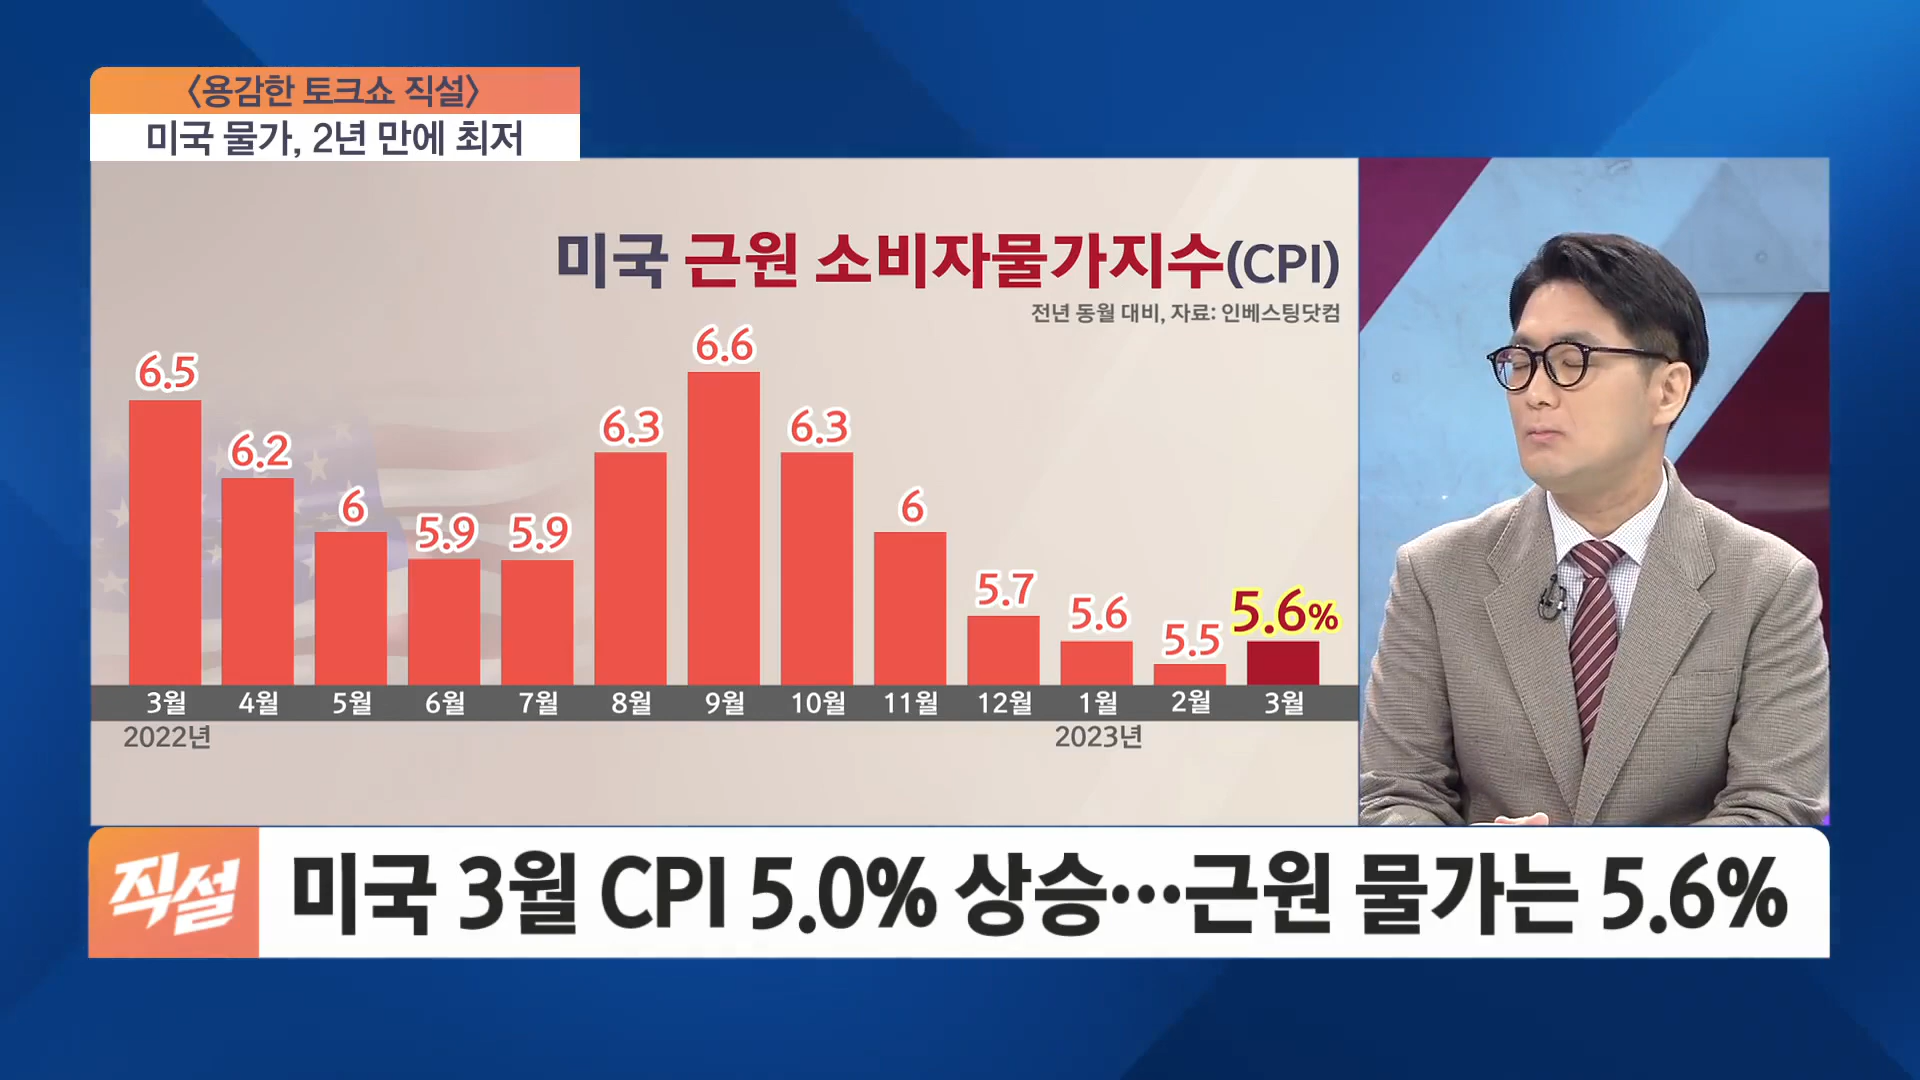 〈용감한 토크쇼 직설〉
미국 물가, 2년 만에 최저
미국 근원 소비자물가지수(CPI)
전년 동월 대비, 자료: 인베스팅닷컴
6.5 6.2 6 5.9 5.9 6.3 6.6 6.3 6 5.7 5.6 5.5 5.6%
3월 4월 5월 6월 7월 8월 9월 10월 11월 12월 1월 2월 3월
2022년 2023년
직설
미국 3월 CPI 5.0% 상승…근원 물가는 5.6%